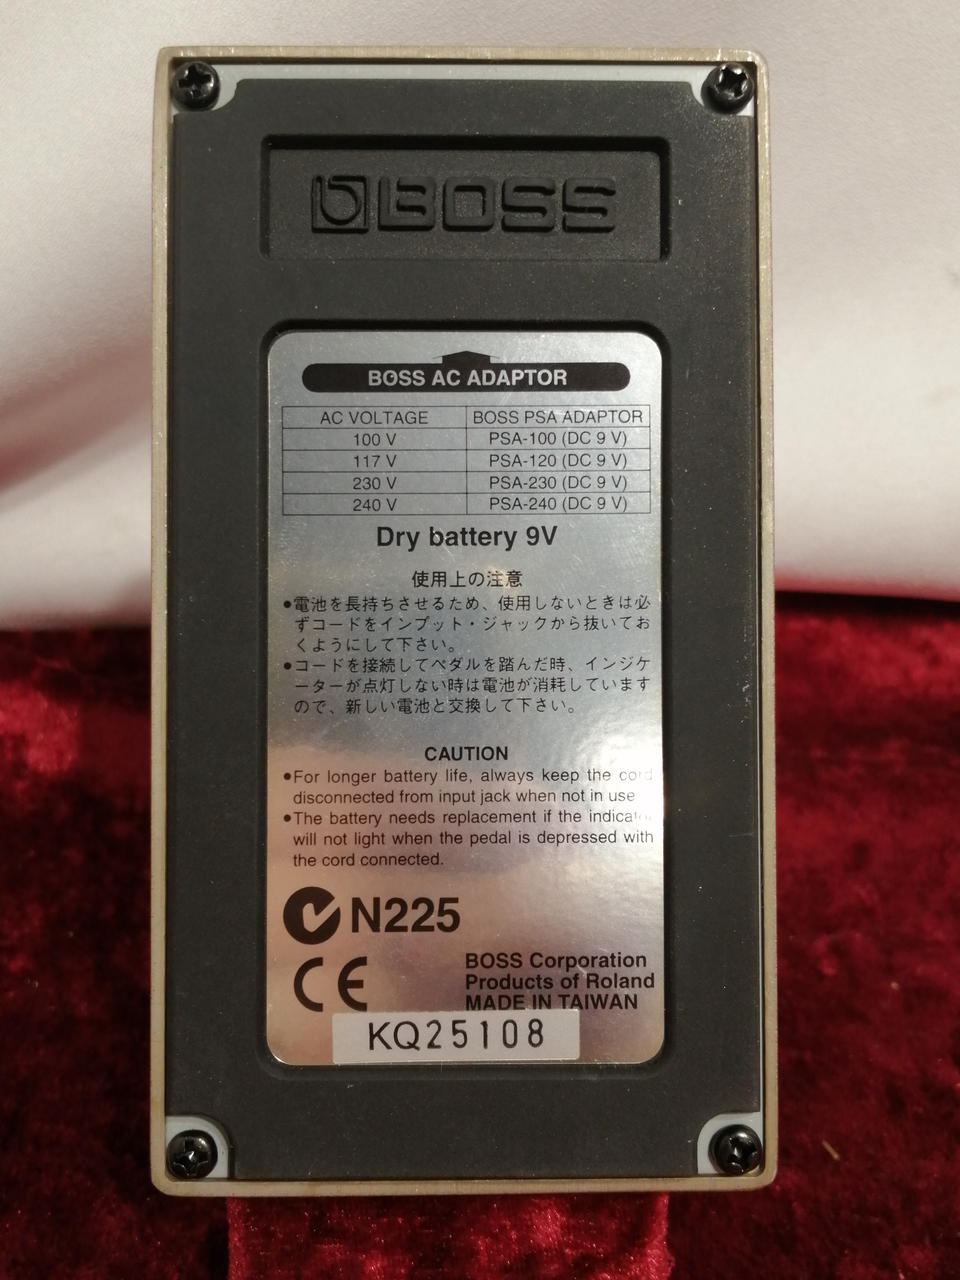 BOSS
BOSS AC ADAPTOR
AC VOLTAGE BOSS PSA ADAPTOR
100 V PSA-100 (DC 9 V)
117 V PSA-120 (DC 9 V)
230 V PSA-230 (DC 9 V)
240 V PSA-240 (DC 9 V)
Dry battery 9V
使用上の注意
●電池を長持ちさせるため、使用しないときは必
ずコードをインプット・ジャックから抜いてお
くようにして下さい。
●コードを接続してペダルを踏んだ時、インジケ
ーターが点灯しない時は電池が消耗しています
ので、新しい電池と交換して下さい。
CAUTION
●For longer battery life, always keep the cord
disconnected from input jack when not in use
●The battery needs replacement if the indicator
will not light when the pedal is depressed with
the cord connected.
N225
CE
BOSS Corporation
Products of Roland
MADE IN TAIWAN
KQ25108